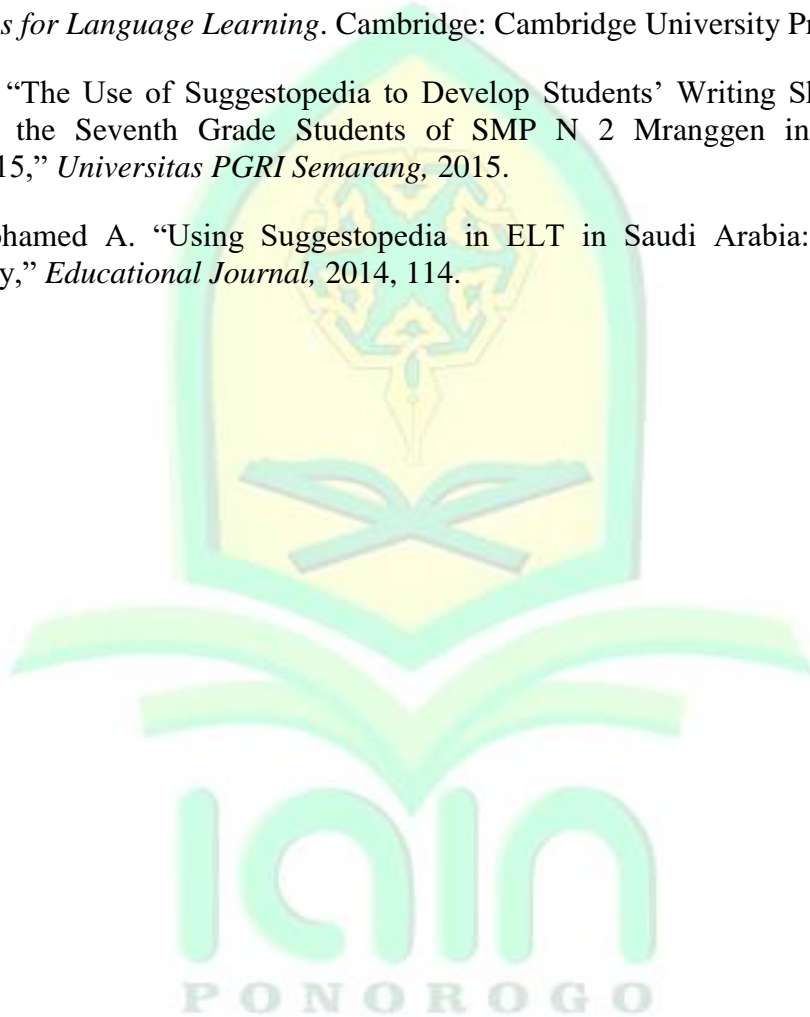 s for Language Learning. Cambridge: Cambridge University Pr
“The Use of Suggestopedia to Develop Students’ Writing S
the Seventh Grade Students of SMP N 2 Mranggen in
15,” Universitas PGRI Semarang, 2015.
ohamed A. “Using Suggestopedia in ELT in Saudi Arabia:
y,” Educational Journal, 2014, 114.
iain
PONOROGO